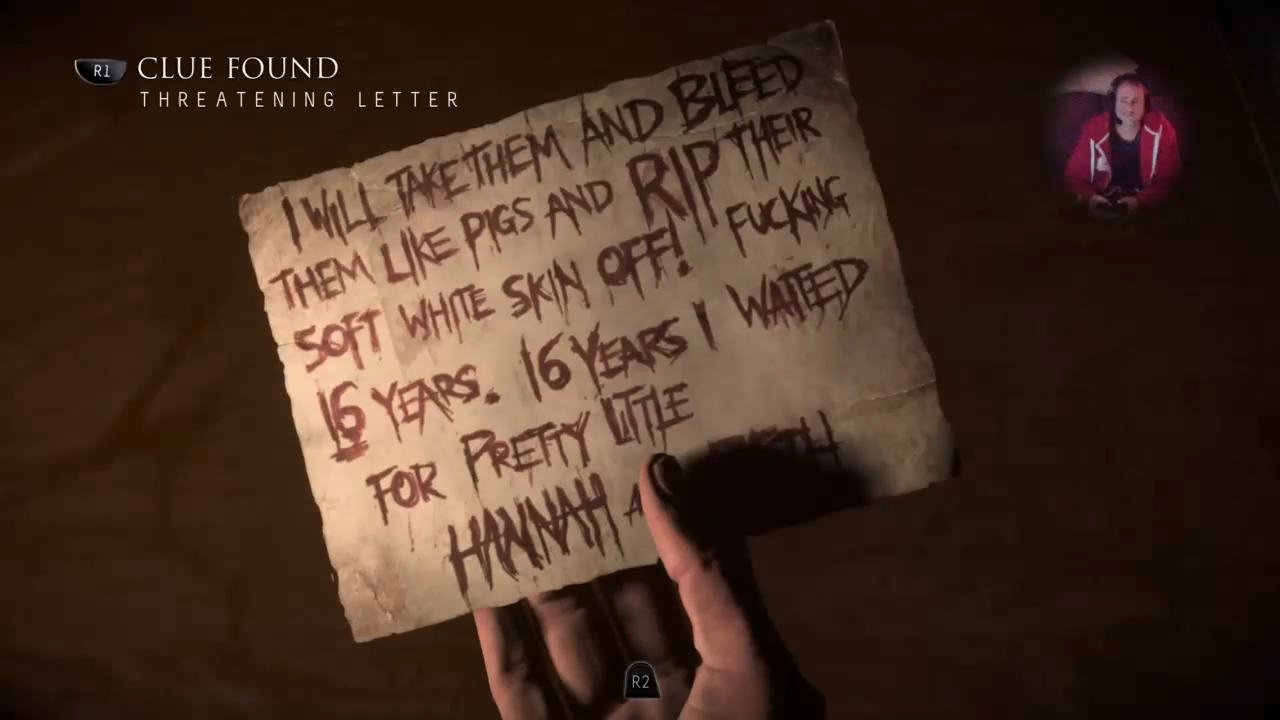 R1 CLUE FOUND
THREATENING LETTER
I WILL TAKE THEM AND BLEED
THEM LIKE PIGS AND RIP THEIR
SOFT WHITE SKIN OFF! FUCKING
16 YEARS. 16 YEARS I WAITED
FOR PRETTY LITTLE
HANNAH
R2